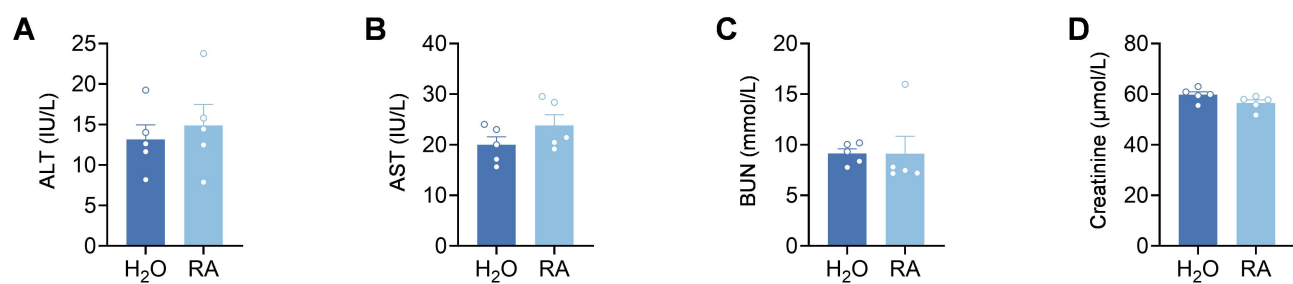 A
ALT (IU/L)
25
20
15
10
5
0
H₂O RA
B
AST (IU/L)
40
30
20
10
0
H₂O RA
C
BUN (mmol/L)
20
15
10
5
0
H₂O RA
D
Creatinine (μmol/L)
80
60
40
20
0
H₂O RA